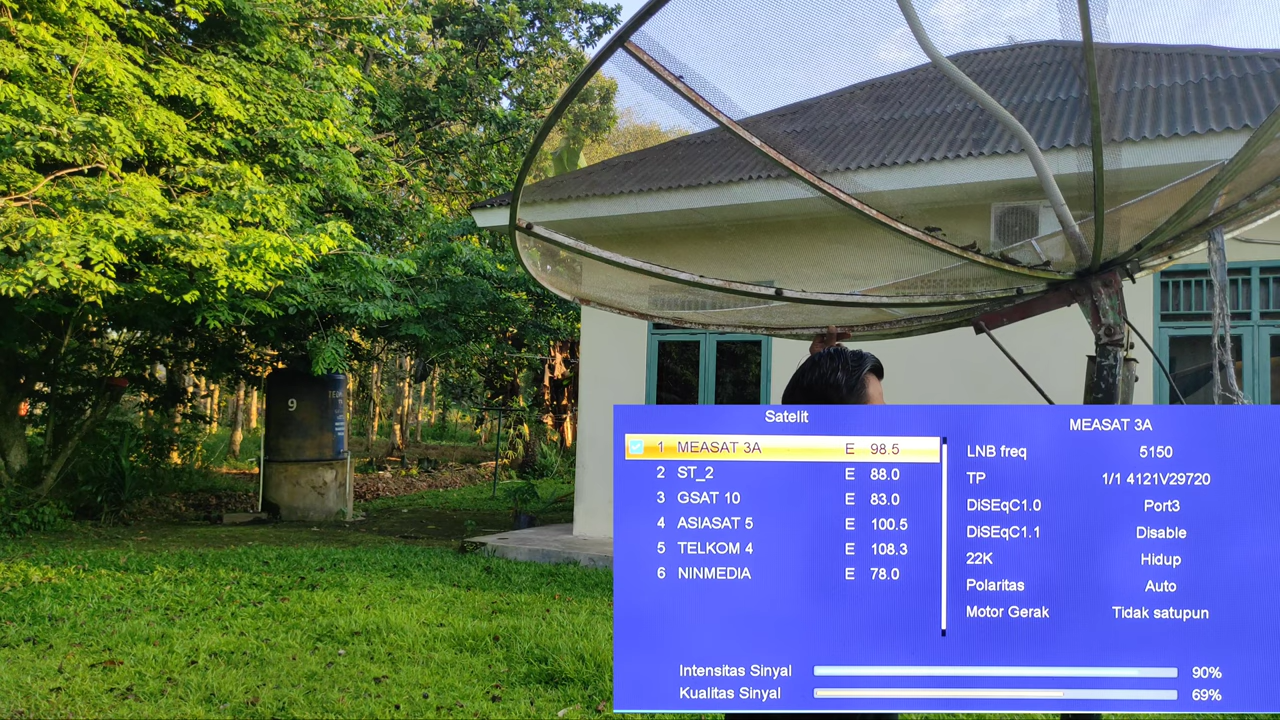 9
Satelit
1 MEASAT 3A E 98.5
2 ST_2 E 88.0
3 GSAT 10 E 83.0
4 ASIASAT 5 E 100.5
5 TELKOM 4 E 108.3
6 NINMEDIA E 78.0
MEASAT 3A
LNB freq 5150
TP 1/1 4121V29720
DiSEqC1.0 Port3
DiSEqC1.1 Disable
22K Hidup
Polaritas Auto
Motor Gerak Tidak satupun
Intensitas Sinyal 90%
Kualitas Sinyal 69%